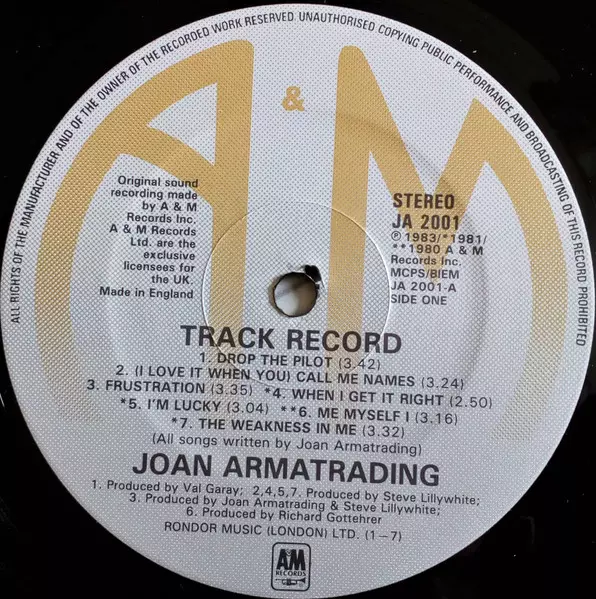 ALL RIGHTS OF THE MANUFACTURER AND OF THE OWNER OF THE RECORDED WORK RESERVED. UNAUTHORISED COPYING PUBLIC PERFORMANCE AND BROADCASTING OF THIS RECORD PROHIBITED
A & M
Original sound
recording made
by A & M
Records Inc.
A & M Records
Ltd. are the
exclusive
licensees for
the UK.
Made in England
STEREO
JA 2001
℗ 1983/*1981/
**1980 A & M
Records Inc.
MCPS/BIEM
JA 2001-A
SIDE ONE
TRACK RECORD
1. DROP THE PILOT (3.42)
2. (I LOVE IT WHEN YOU) CALL ME NAMES (3.24)
3. FRUSTRATION (3.35) *4. WHEN I GET IT RIGHT (2.50)
*5. I'M LUCKY (3.04) **6. ME MYSELF I (3.16)
*7. THE WEAKNESS IN ME (3.32)
(All songs written by Joan Armatrading)
JOAN ARMATRADING
1. Produced by Val Garay; 2,4,5,7. Produced by Steve Lillywhite;
3. Produced by Joan Armatrading & Steve Lillywhite;
6. Produced by Richard Gottehrer
RONDOR MUSIC (LONDON) LTD. (1–7)
AM
RECORDS